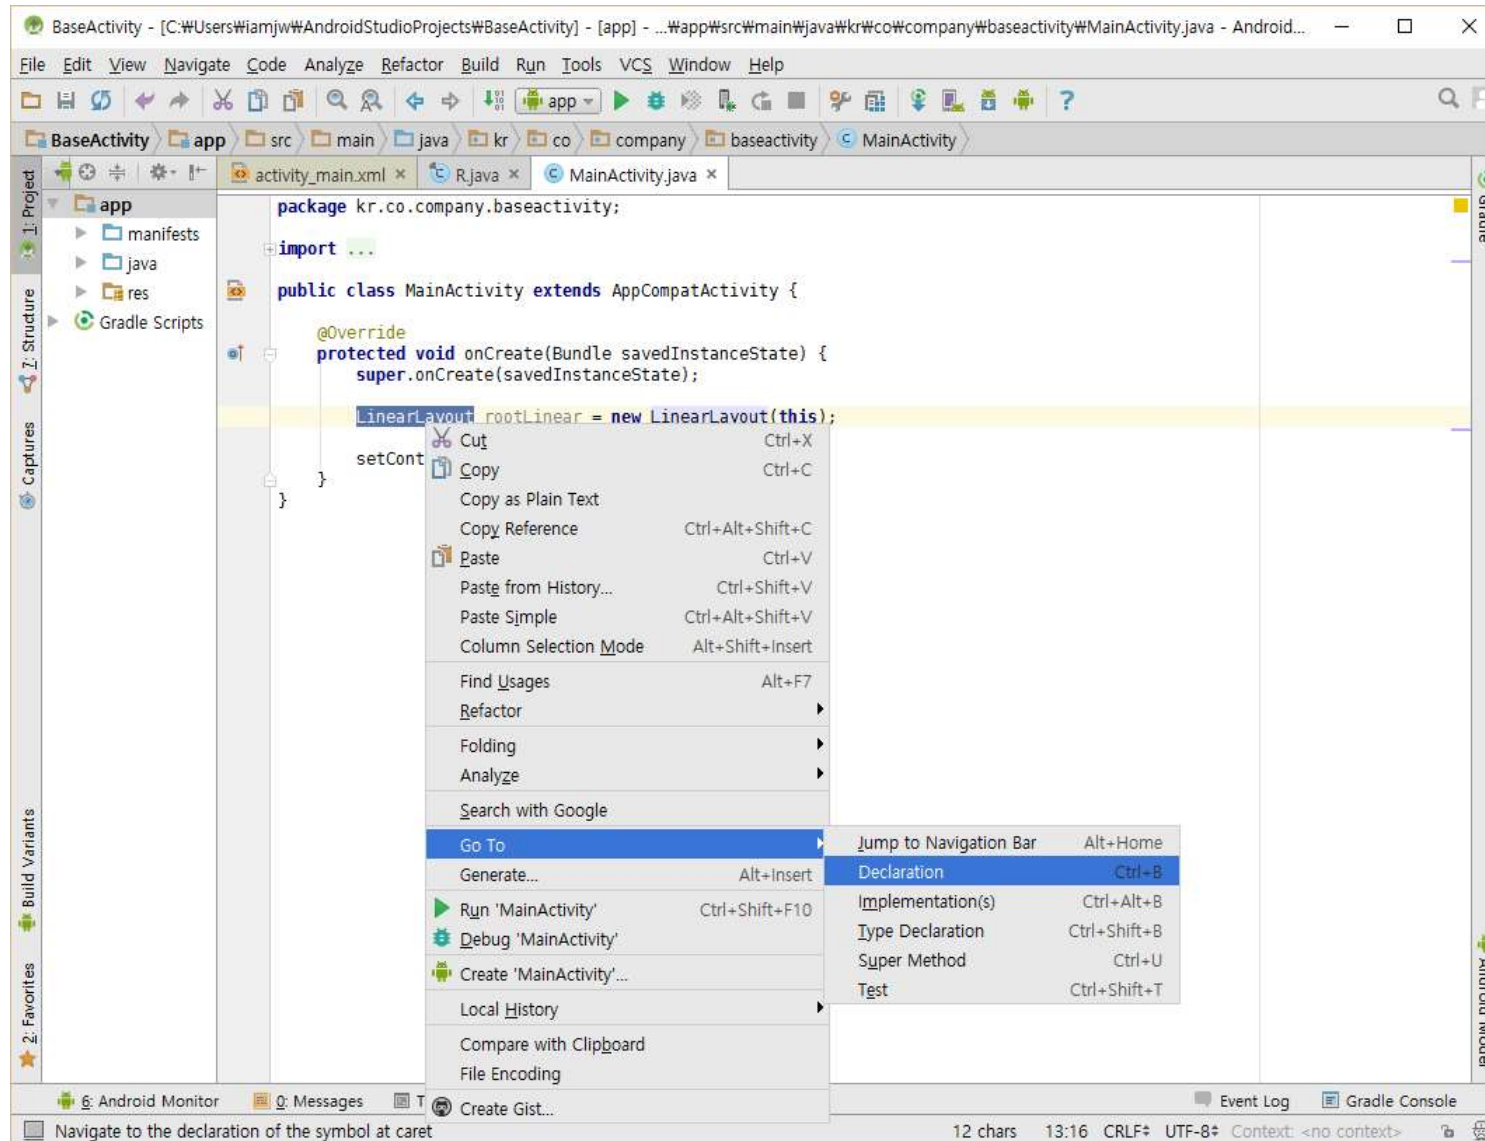 BaseActivity - [C:₩Users₩iamjw₩AndroidStudioProjects₩BaseActivity] - [app] - ...₩app₩src₩main₩java₩kr₩co₩company₩baseactivity₩MainActivity.java - Android...
File Edit View Navigate Code Analyze Refactor Build Run Tools VCS Window Help
app
BaseActivity app src main java kr co company baseactivity MainActivity
activity_main.xml R.java MainActivity.java
1: Project
7: Structure
Captures
Build Variants
2: Favorites
app
manifests
java
res
Gradle Scripts
package kr.co.company.baseactivity;
import ...
public class MainActivity extends AppCompatActivity {
@Override
protected void onCreate(Bundle savedInstanceState) {
super.onCreate(savedInstanceState);
LinearLayout rootLinear = new LinearLayout(this);
setCont
}
}
Cut Ctrl+X
Copy Ctrl+C
Copy as Plain Text
Copy Reference Ctrl+Alt+Shift+C
Paste Ctrl+V
Paste from History... Ctrl+Shift+V
Paste Simple Ctrl+Alt+Shift+V
Column Selection Mode Alt+Shift+Insert
Find Usages Alt+F7
Refactor
Folding
Analyze
Search with Google
Go To
Generate... Alt+Insert
Run 'MainActivity' Ctrl+Shift+F10
Debug 'MainActivity'
Create 'MainActivity'...
Local History
Compare with Clipboard
File Encoding
Create Gist...
Jump to Navigation Bar Alt+Home
Declaration Ctrl+B
Implementation(s) Ctrl+Alt+B
Type Declaration Ctrl+Shift+B
Super Method Ctrl+U
Test Ctrl+Shift+T
Gradle
Android Model
6: Android Monitor 0: Messages T Event Log Gradle Console
Navigate to the declaration of the symbol at caret 12 chars 13:16 CRLF UTF-8 Context: <no context>